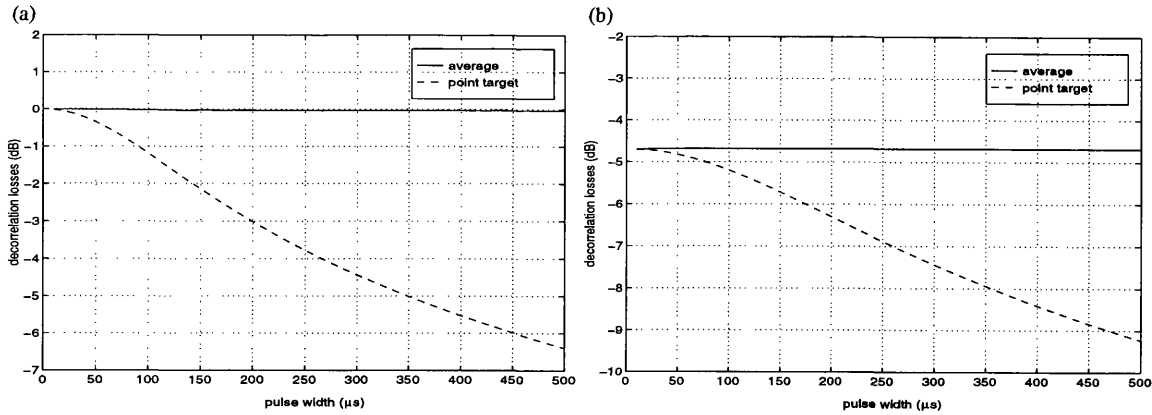 (a)
2
1
0
−1
−2
−3
−4
−5
−6
−7
decorrelation losses (dB)
average
point target
0 50 100 150 200 250 300 350 400 450 500
pulse width (μs)
(b)
−2
−3
−4
−5
−6
−7
−8
−9
−10
decorrelation losses (dB)
average
point target
0 50 100 150 200 250 300 350 400 450 500
pulse width (μs)